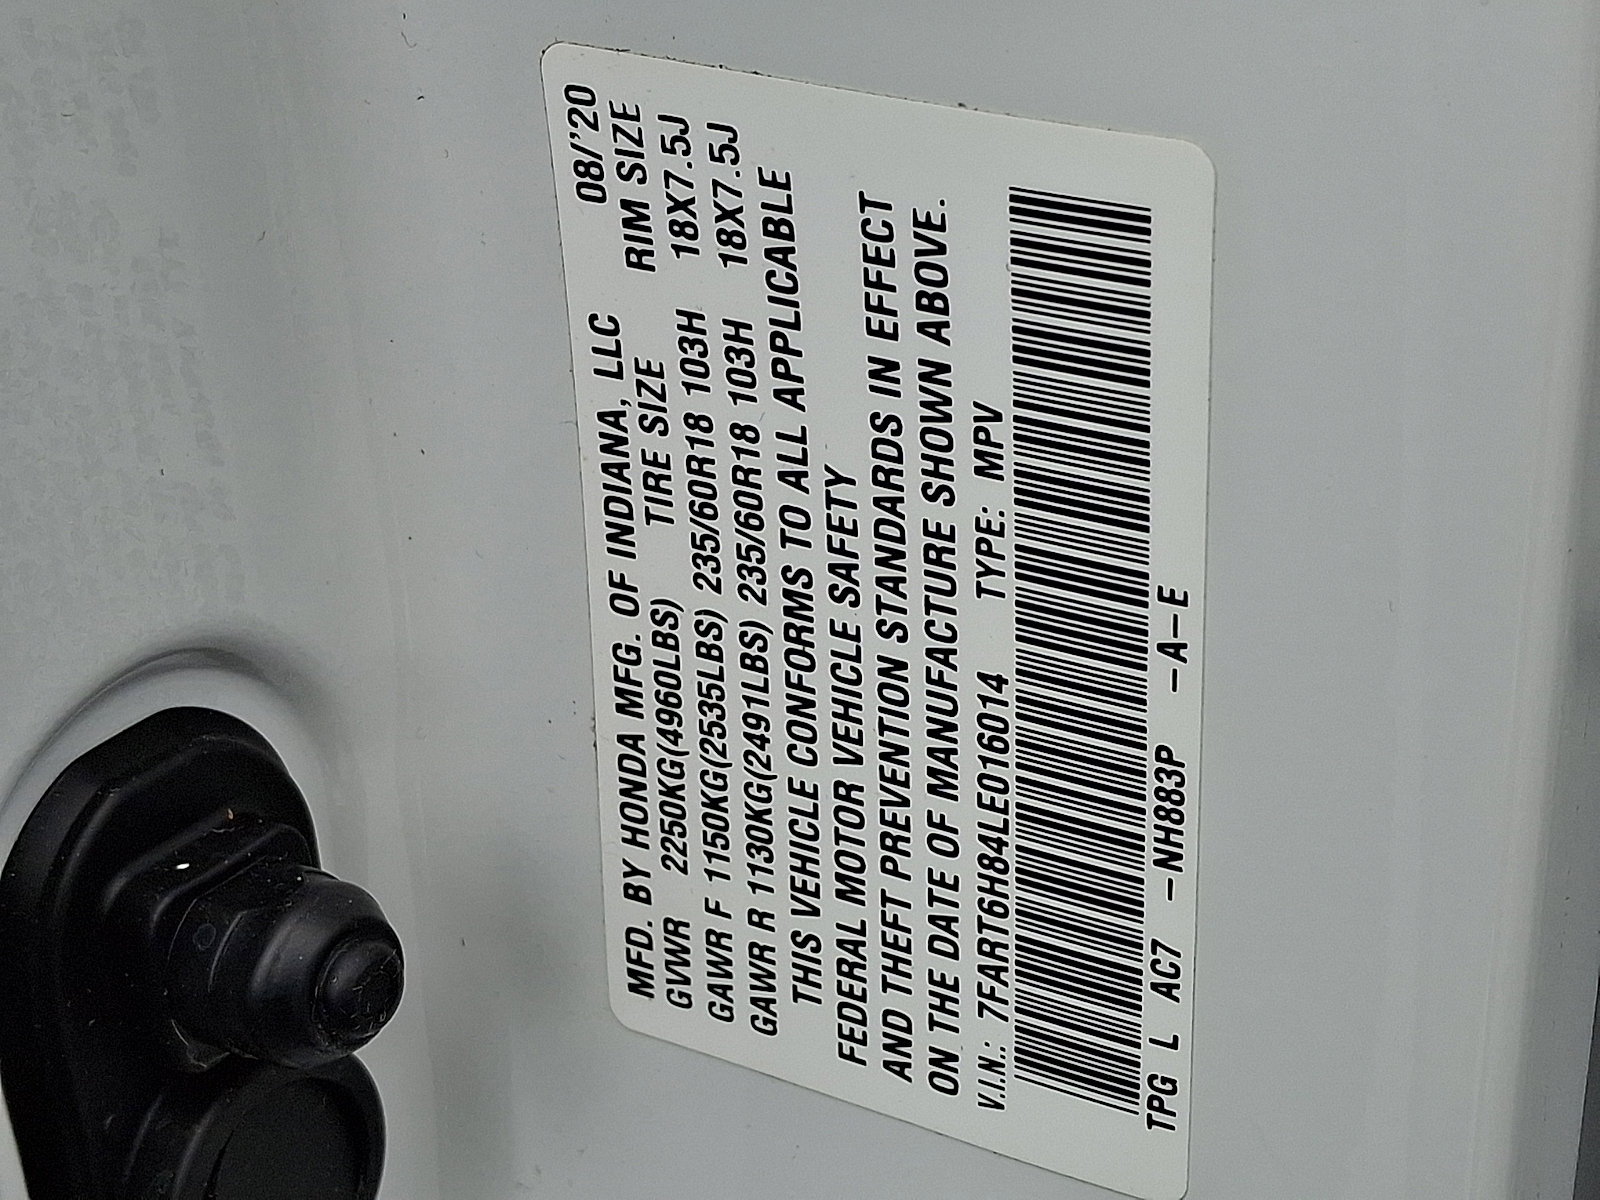 MFD. BY HONDA MFG. OF INDIANA, LLC 08/'20
GVWR 2250KG(4960LBS) TIRE SIZE RIM SIZE
GAWR F 1150KG(2535LBS) 235/60R18 103H 18X7.5J
GAWR R 1130KG(2491LBS) 235/60R18 103H 18X7.5J
THIS VEHICLE CONFORMS TO ALL APPLICABLE
FEDERAL MOTOR VEHICLE SAFETY
AND THEFT PREVENTION STANDARDS IN EFFECT
ON THE DATE OF MANUFACTURE SHOWN ABOVE.
V.I.N.: 7FART6H84LE016014 TYPE: MPV
TPG L AC7 –NH883P –A–E